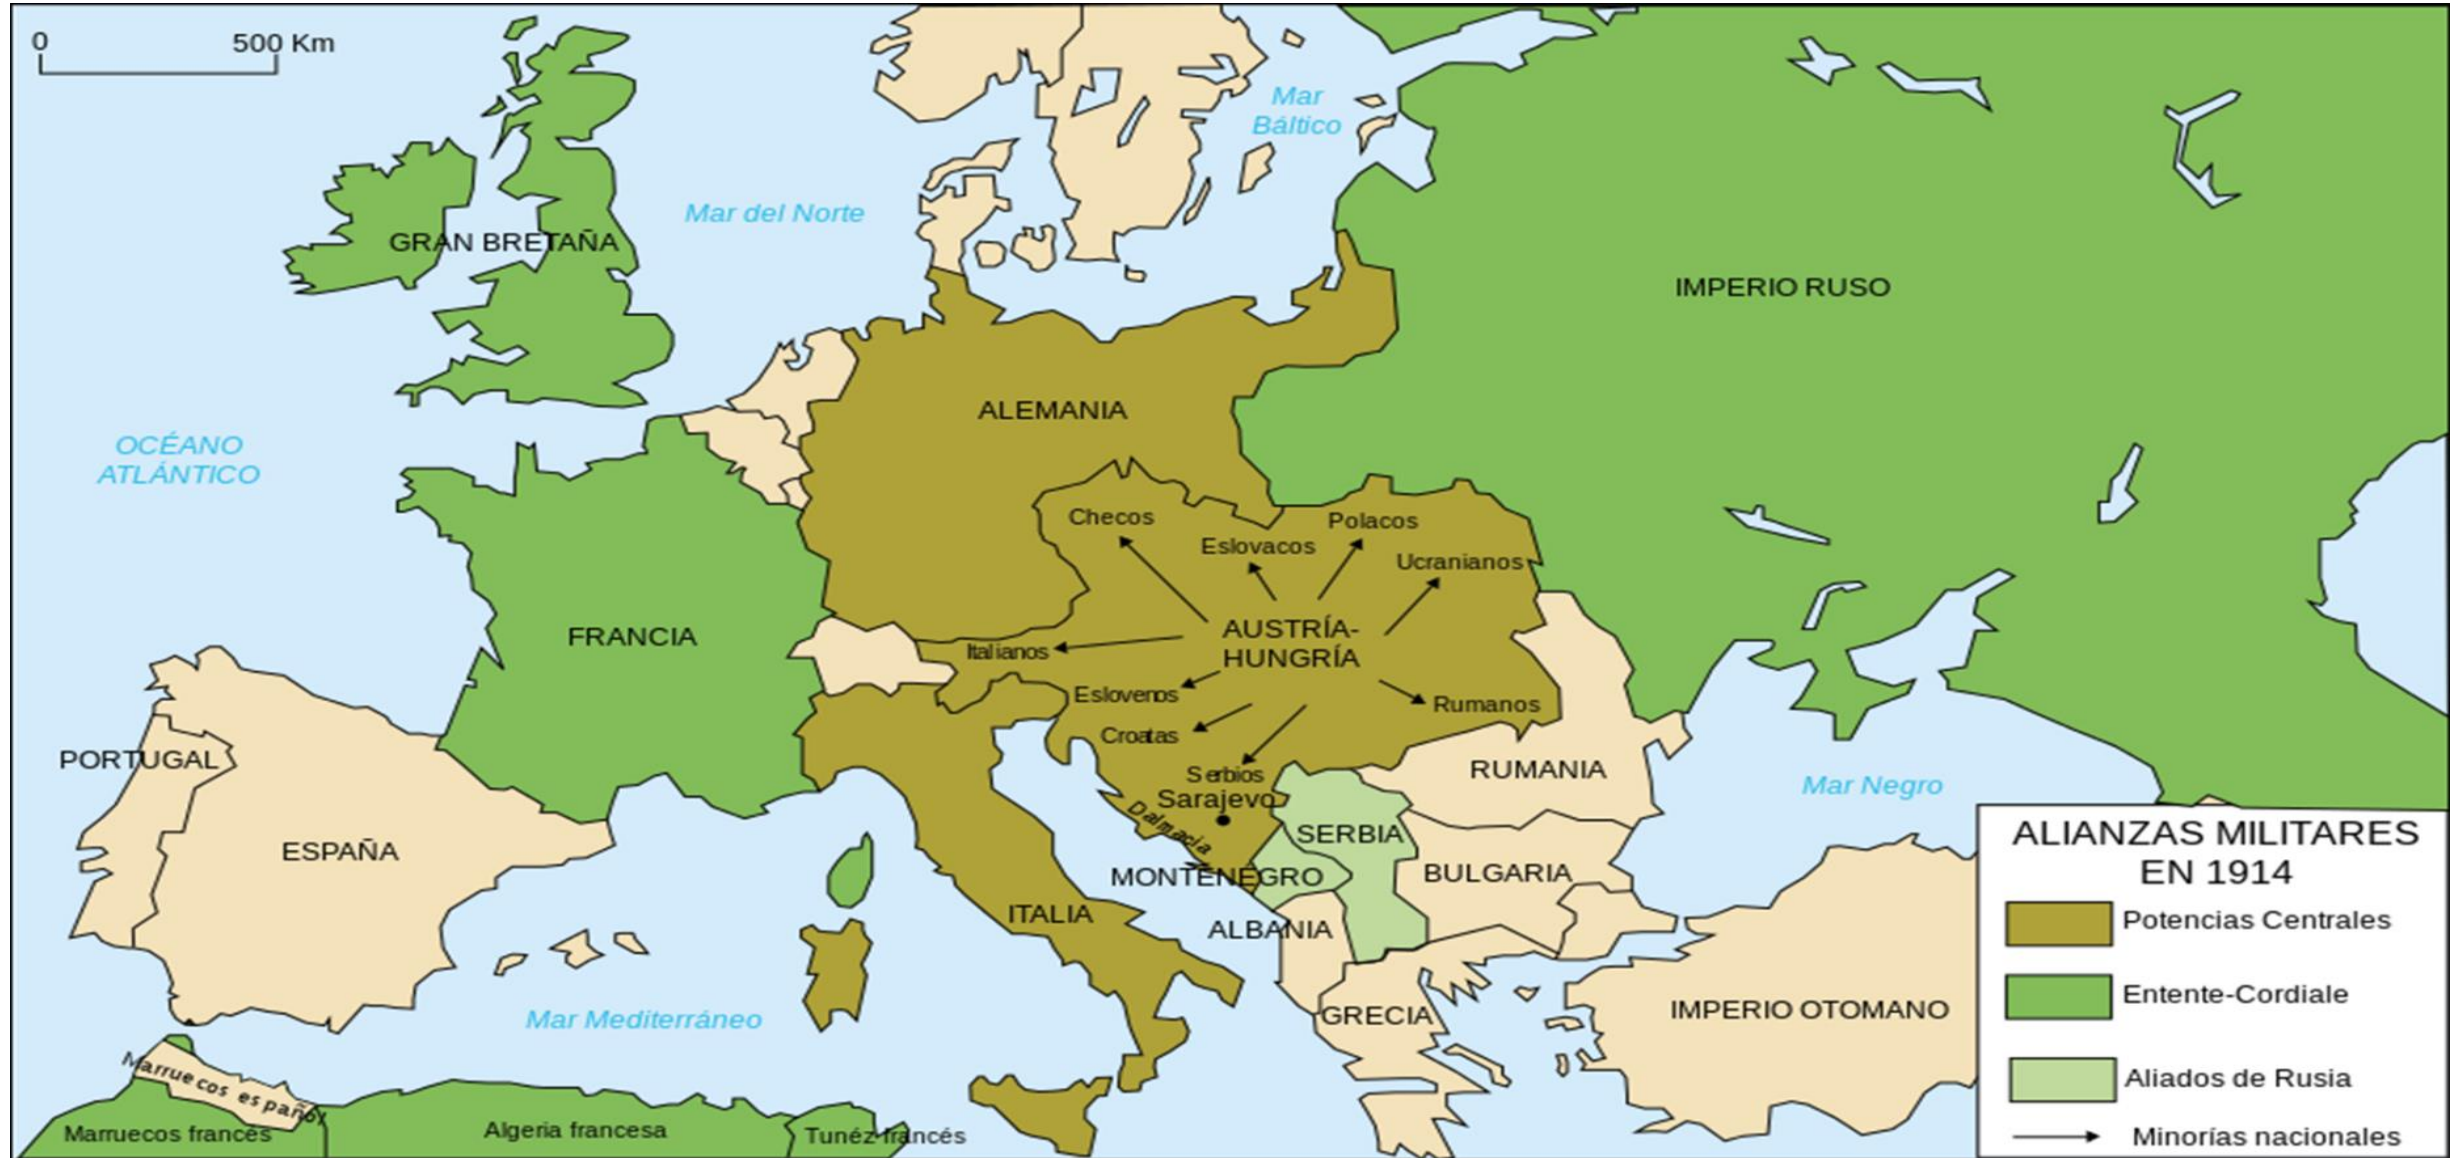 0
500 Km
Mar
Báltico
Mar del Norte
GRAN BRETAÑA
IMPERIO RUSO
ALEMANIA
OCÉANO
ATLÁNTICO
Checos
Polacos
Eslovacos
Ucranianos
FRANCIA
AUSTRÍA-
HUNGRÍA
Italianos
Eslovenos
Rumanos
Croatas
PORTUGAL
RUMANIA
Serbios
Sarajevo
Mar Negro
Dalmacia
SERBIA
ESPAÑA
BULGARIA
MONTENEGRO
ITALIA
ALBANIA
IMPERIO OTOMANO
GRECIA
Mar Mediterráneo
Marruecos español
Marruecos francés
Algeria francesa
Tunéz francés
ALIANZAS MILITARES
EN 1914
Potencias Centrales
Entente-Cordiale
Aliados de Rusia
Minorías nacionales